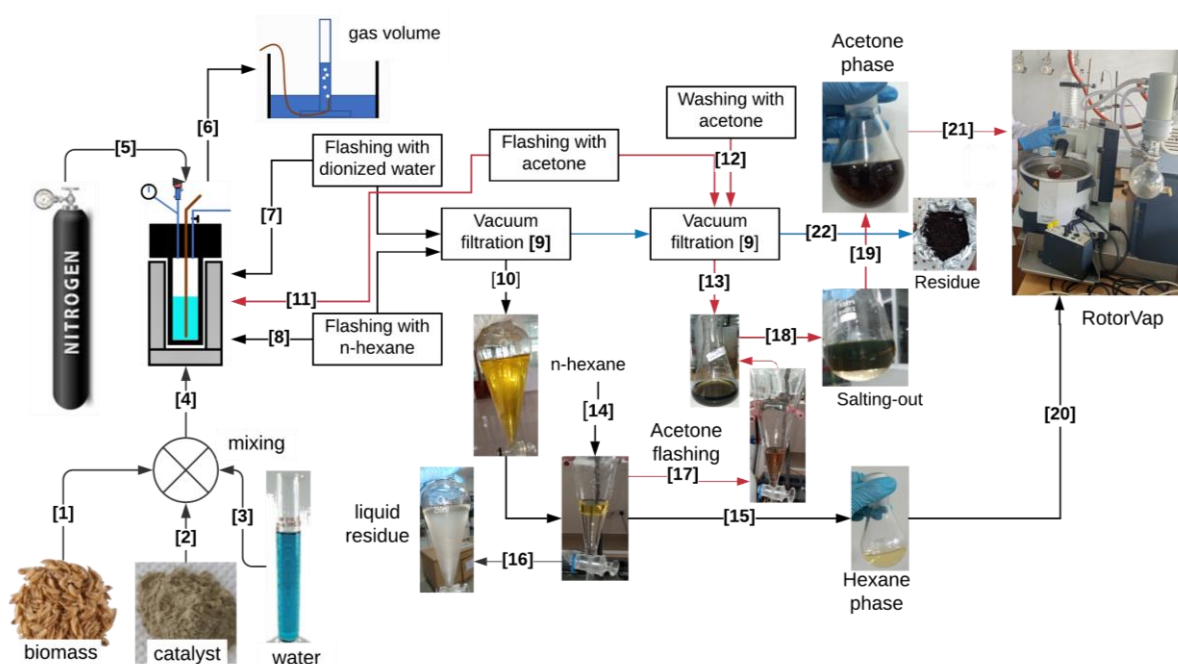 gas volume
Acetone
phase
[6]
[5]
Washing with
acetone
[21]
Flashing with
dionized water
Flashing with
acetone
[12]
[7]
Vacuum
filtration [9]
Vacuum
filtration [9]
[22]
[19]
NITROGEN
[10]
[13]
[11]
Residue
[8]
Flashing with
n-hexane
RotorVap
[18]
n-hexane
Salting-out
[4]
[14]
[20]
mixing
Acetone
flashing
[17]
[1]
[3]
[2]
liquid
residue
[15]
[16]
Hexane
phase
biomass
catalyst
water